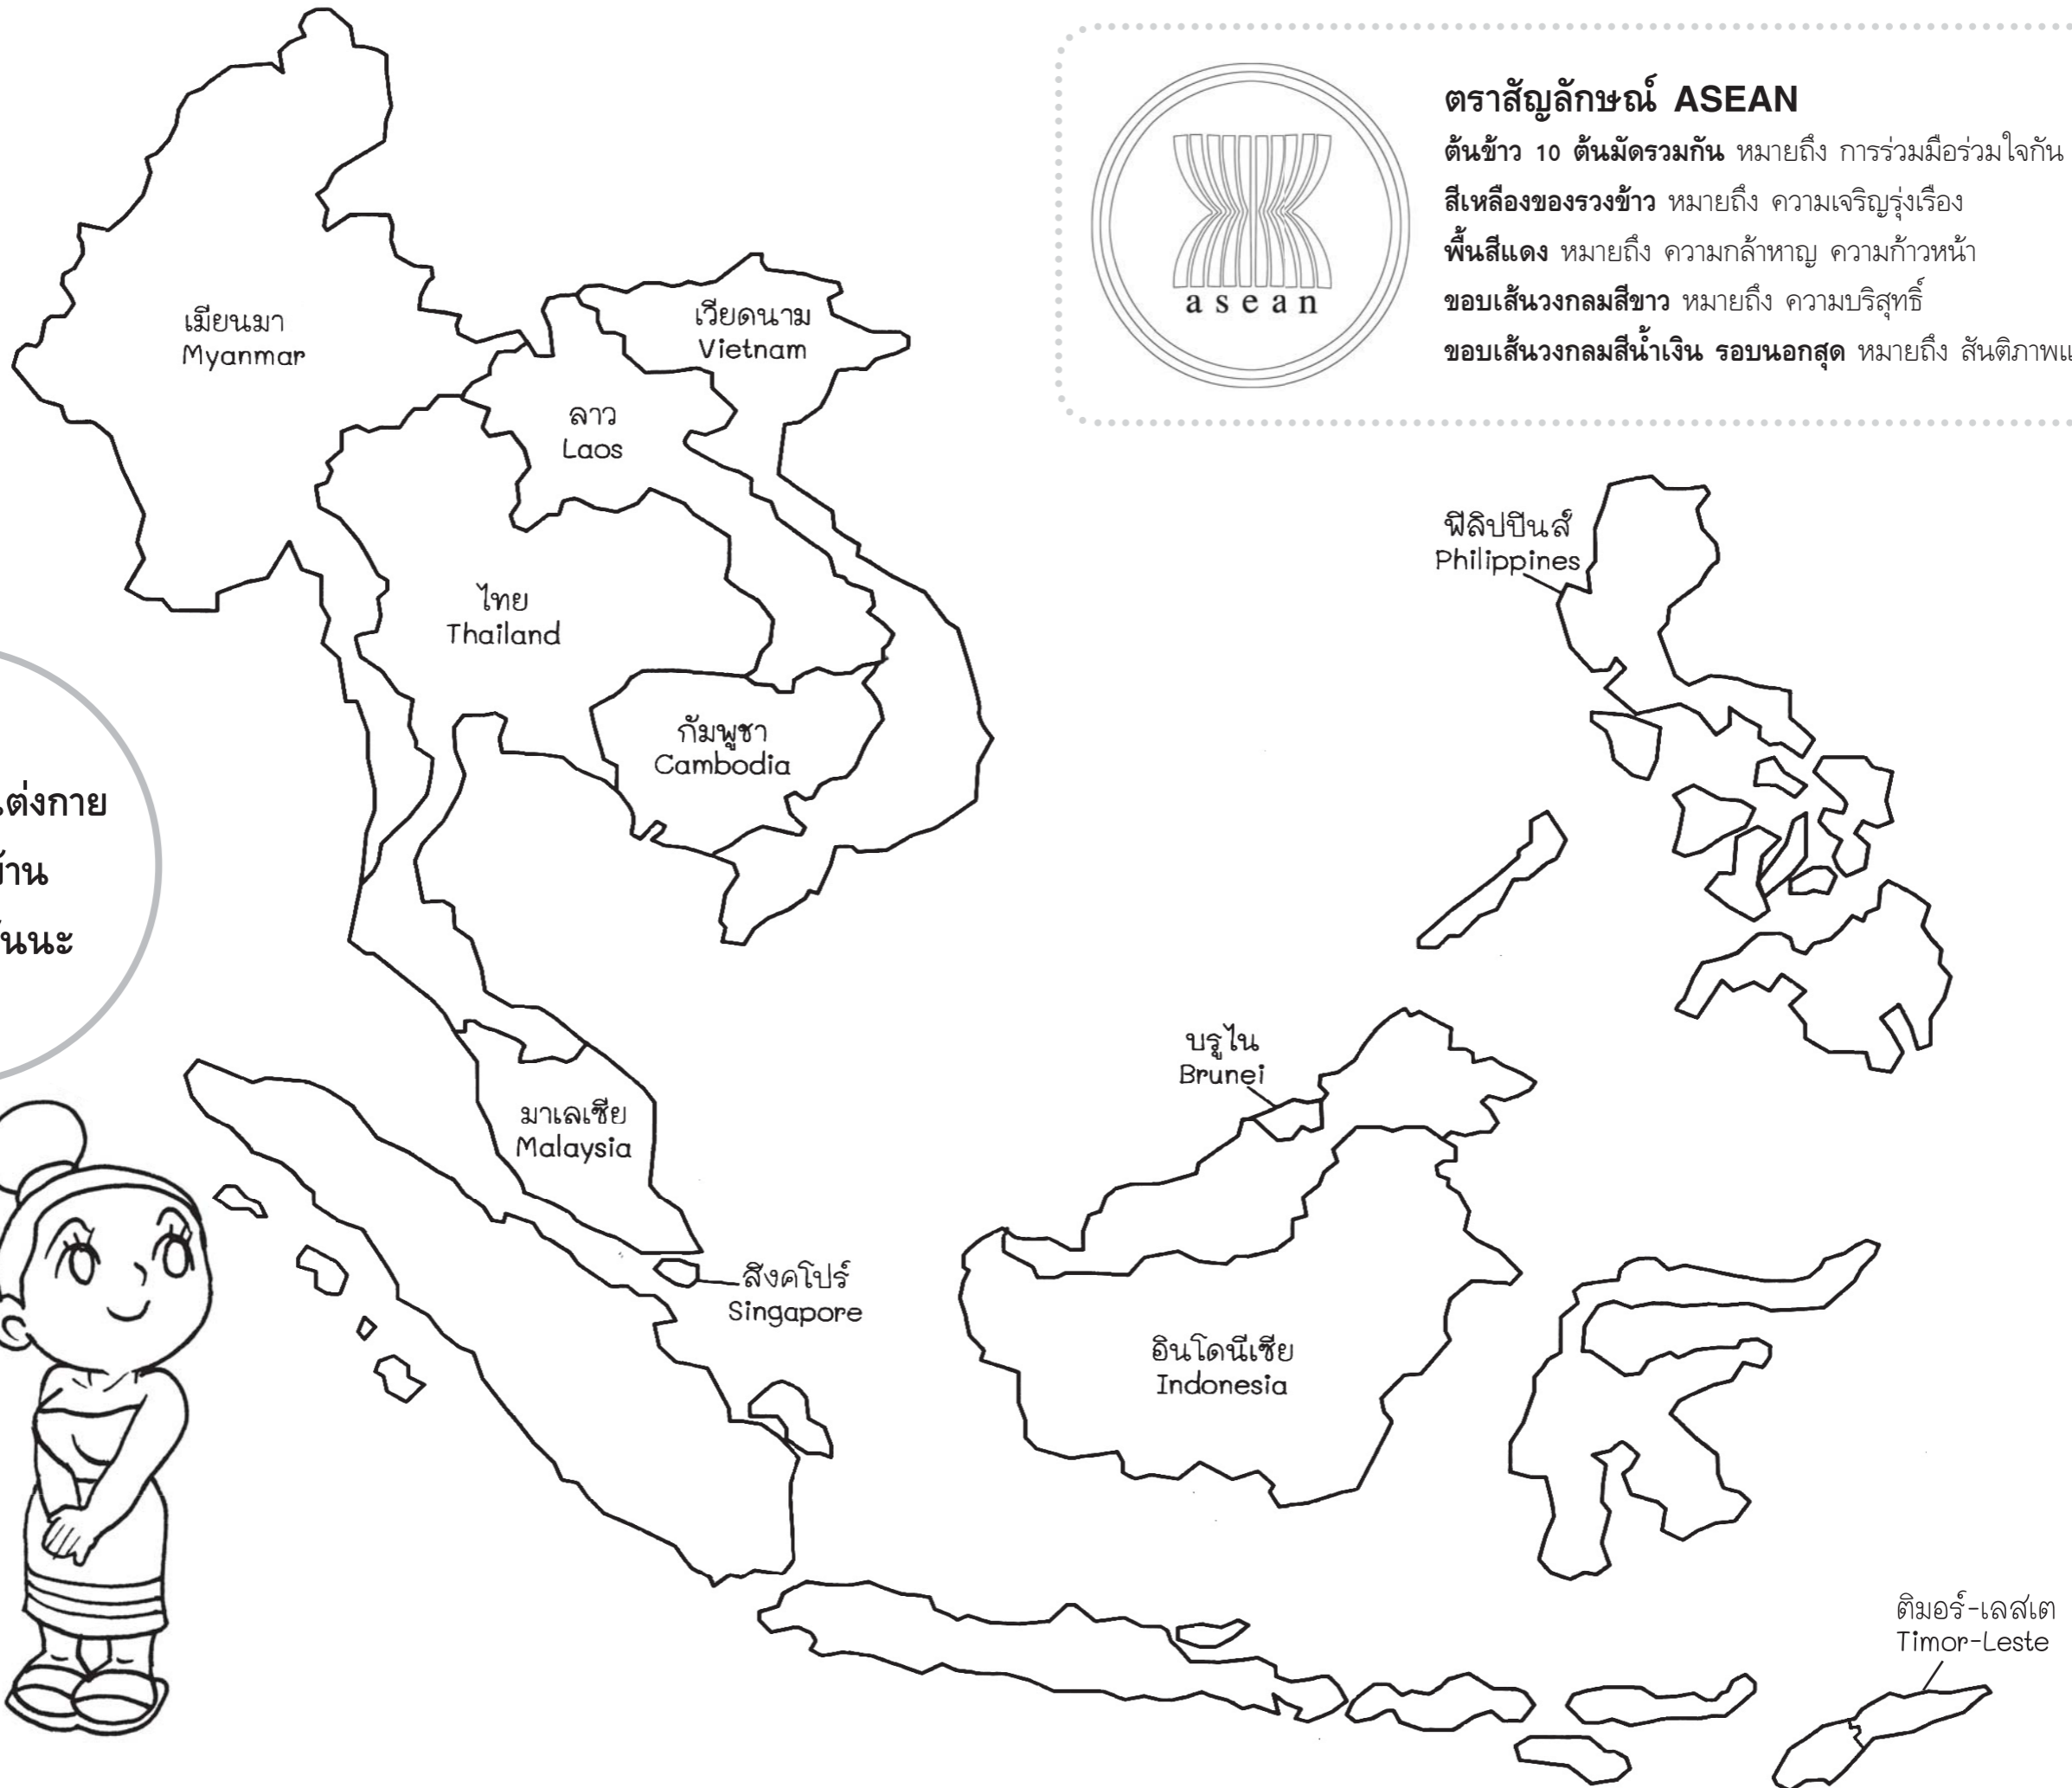 ตราสัญลักษณ์ ASEAN
ต้นข้าว 10 ต้นมัดรวมกัน หมายถึง การร่วมมือร่วมใจกัน
สีเหลืองของรวงข้าว หมายถึง ความเจริญรุ่งเรือง
พื้นสีแดง หมายถึง ความกล้าหาญ ความก้าวหน้า
ขอบเส้นวงกลมสีขาว หมายถึง ความบริสุทธิ์
ขอบเส้นวงกลมสีน้ำเงิน รอบนอกสุด หมายถึง สันติภาพ
asean
เมียนมา
Myanmar
เวียดนาม
Vietnam
ลาว
Laos
ฟิลิปปินส์
Philippines
ไทย
Thailand
กัมพูชา
Cambodia
แต่งกาย
บ้าน
กันนะ
บรูไน
Brunei
มาเลเซีย
Malaysia
สิงคโปร์
Singapore
อินโดนีเซีย
Indonesia
ติมอร์-เลสเต
Timor-Leste